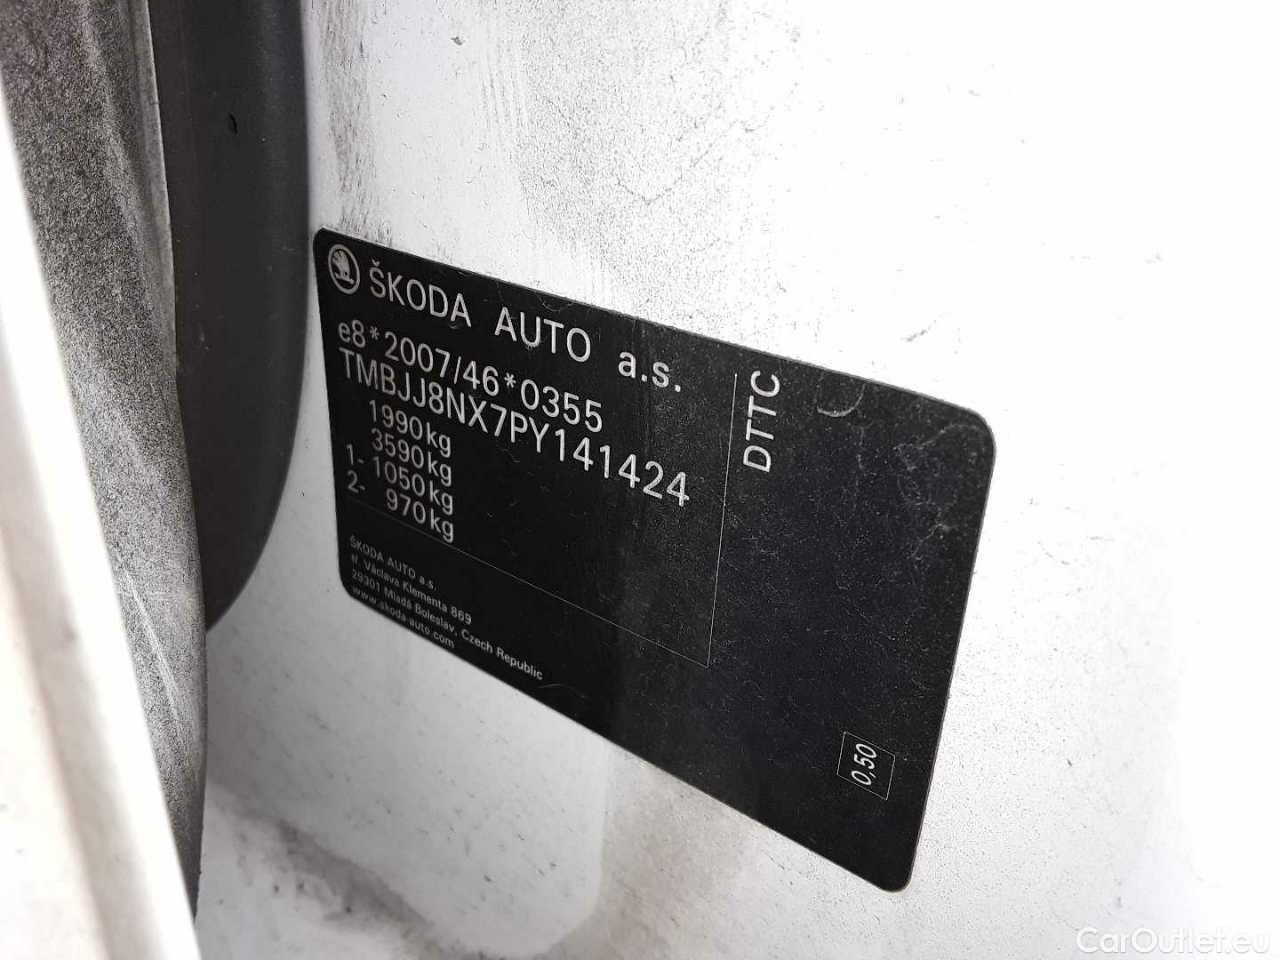 ŠKODA AUTO a.s.
e8*2007/46*0355
TMBJJ8NX7PY141424
1990kg
3590kg
1- 1050kg
2- 970kg
ŠKODA AUTO a.s.
tř. Václava Klementa 869
29301 Mladá Boleslav, Czech Republic
www.skoda-auto.com
DTTC
0,50
CarOutlet.eu